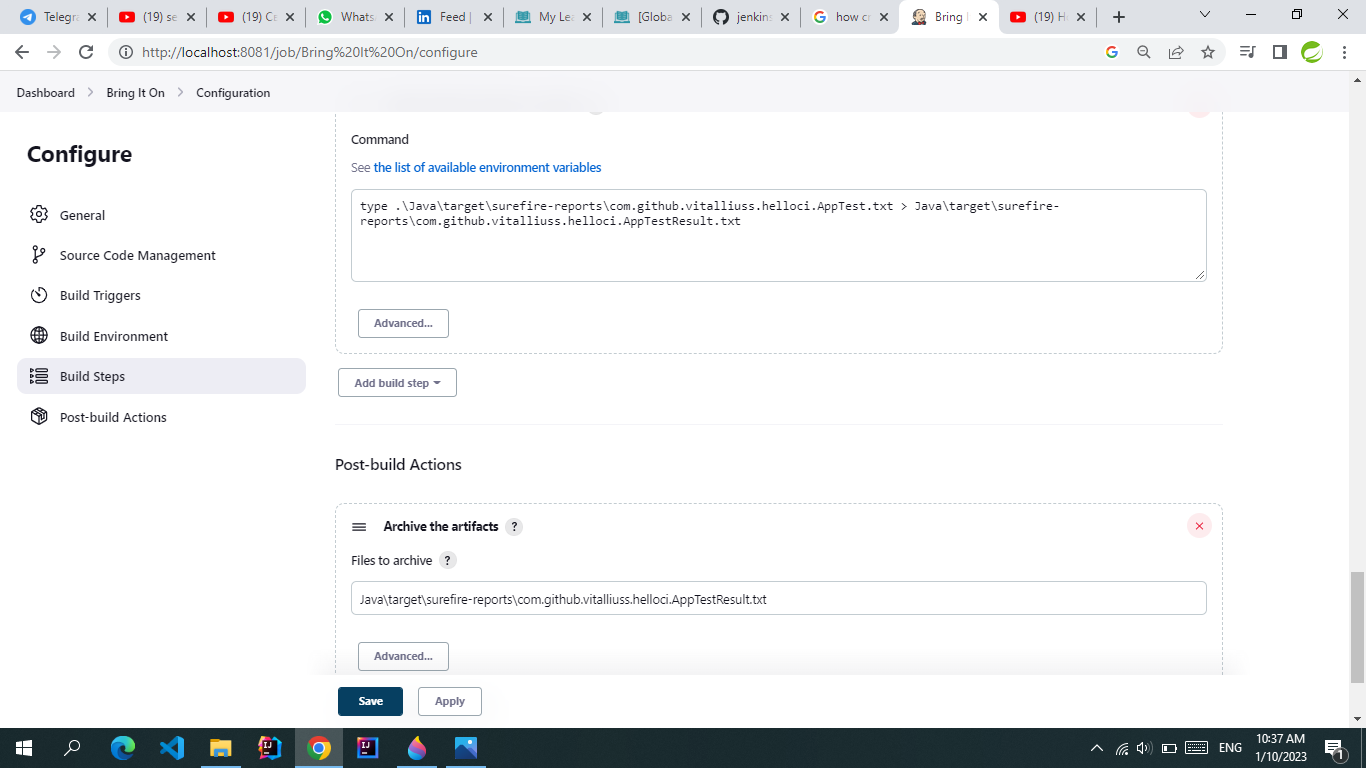 Telegra
(19) se
(19) Ca
Whats
Feed |
My Lea
[Globa
jenkins
how cr
Bring I
(19) H
http://localhost:8081/job/Bring%20It%20On/configure
Dashboard > Bring It On > Configuration
Configure
General
Source Code Management
Build Triggers
Build Environment
Build Steps
Post-build Actions
Command
See the list of available environment variables
type .\Java\target\surefire-reports\com.github.vitalliuss.helloci.AppTest.txt > Java\target\surefire-
reports\com.github.vitalliuss.helloci.AppTestResult.txt
Advanced...
Add build step
Post-build Actions
Archive the artifacts ?
Files to archive ?
Java\target\surefire-reports\com.github.vitalliuss.helloci.AppTestResult.txt
Advanced...
Save Apply
ENG
10:37 AM
1/10/2023
1